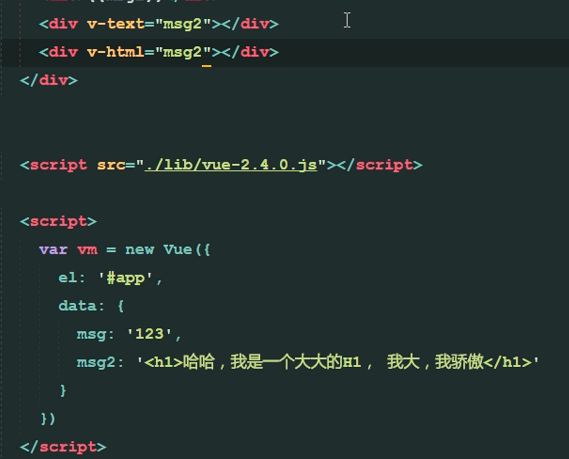 <div v-text="msg2"></div>
<div v-html="msg2"></div>
</div>
<script src="./lib/vue-2.4.0.js"></script>
<script>
var vm = new Vue({
el: '#app',
data: {
msg: '123',
msg2: '<h1>哈哈，我是一个大大的H1， 我大，我骄傲</h1>'
}
})
</script>